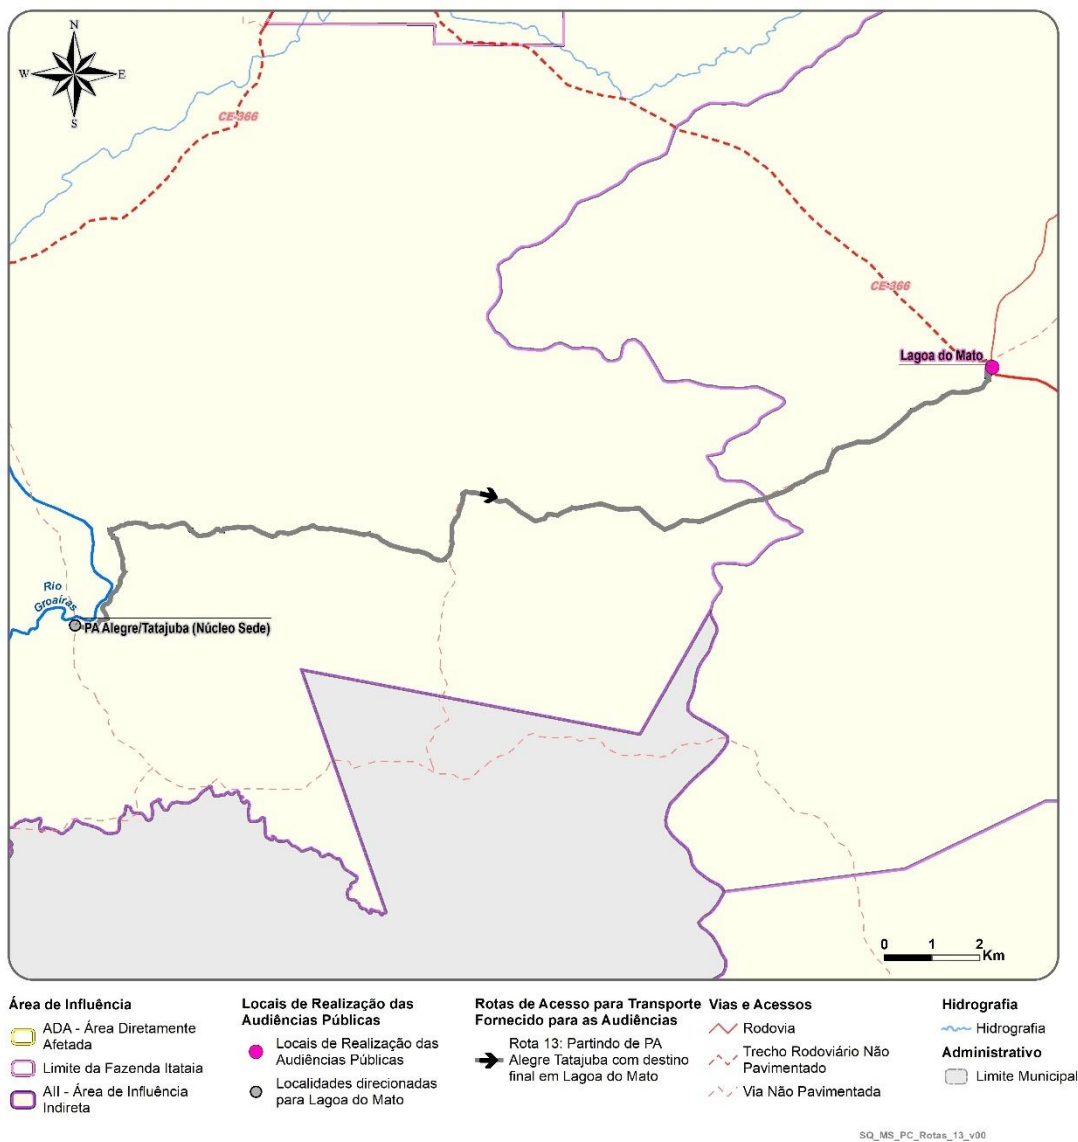 N
W
E
S
CE-366
CE-366
Lagoa do Mato
Rio
Groaíras
PA Alegre/Tatajuba (Núcleo Sede)
0 1 2
Km
Área de Influência
ADA - Área Diretamente
Afetada
Limite da Fazenda Itataia
AII - Área de Influência
Indireta
Locais de Realização das
Audiências Públicas
Locais de Realização das
Audiências Públicas
Localidades direcionadas
para Lagoa do Mato
Rotas de Acesso para Transporte
Fornecido para as Audiências
Rota 13: Partindo de PA
Alegre Tatajuba com destino
final em Lagoa do Mato
Vias e Acessos
Rodovia
Trecho Rodoviário Não
Pavimentado
Via Não Pavimentada
Hidrografia
Hidrografia
Administrativo
Limite Municipal
SQ_MS_PC_Rotas_13_v00